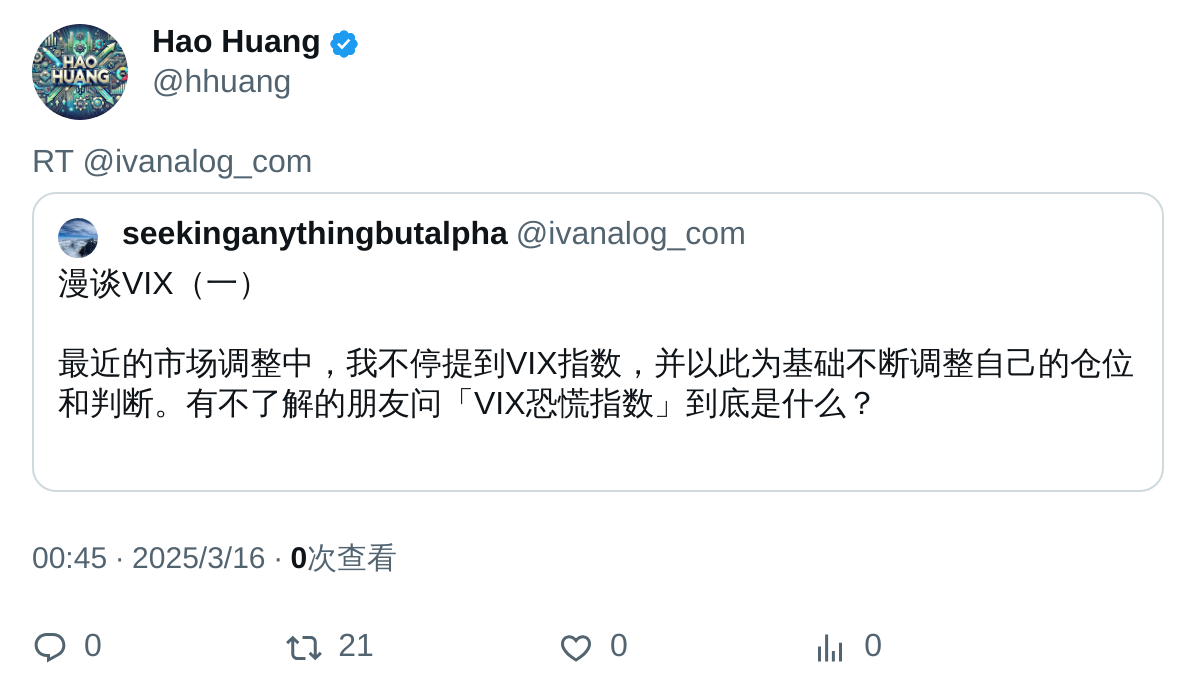 Hao Huang
@hhuang
HAO
HUANG
RT @ivanalog_com
seekinganythingbutalpha @ivanalog_com
漫谈VIX（一）
最近的市场调整中，我不停提到VIX指数，并以此为基础不断调整自己的仓位
和判断。有不了解的朋友问「VIX恐慌指数」到底是什么？
00:45 · 2025/3/16 · 0次查看
0 21 0 0